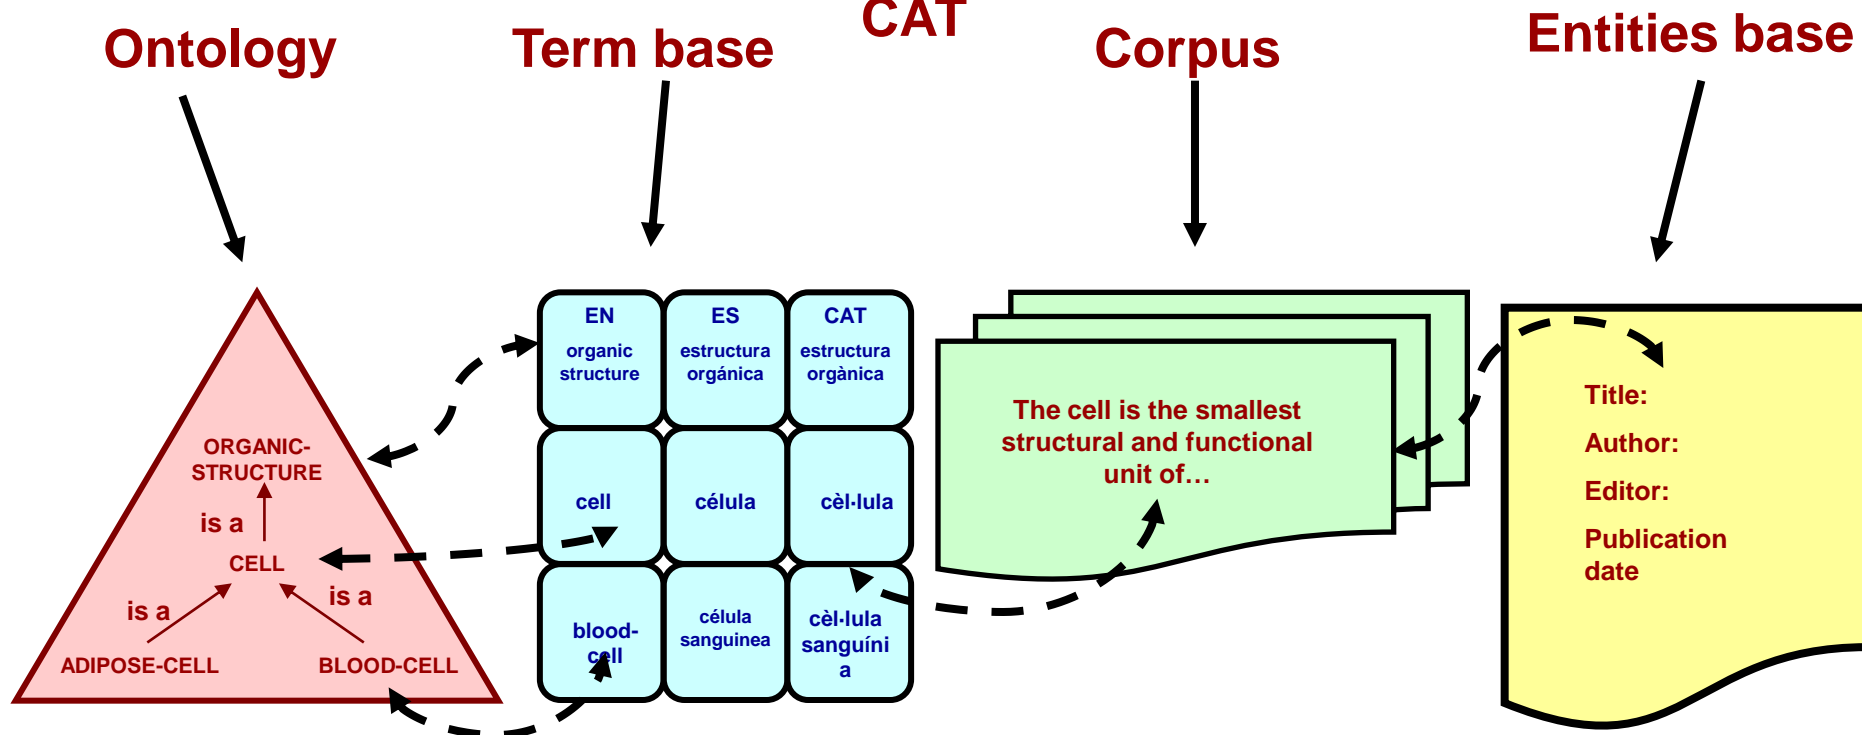 CAT
Ontology
Term base
Corpus
Entities base
ORGANIC-
STRUCTURE
is a
CELL
is a
is a
ADIPOSE-CELL
BLOOD-CELL
EN
organic
structure
ES
estructura
orgánica
CAT
estructura
orgànica
cell
célula
cèl·lula
blood-
cell
célula
sanguinea
cèl·lula
sanguíni
a
The cell is the smallest
structural and functional
unit of…
Title:
Author:
Editor:
Publication
date